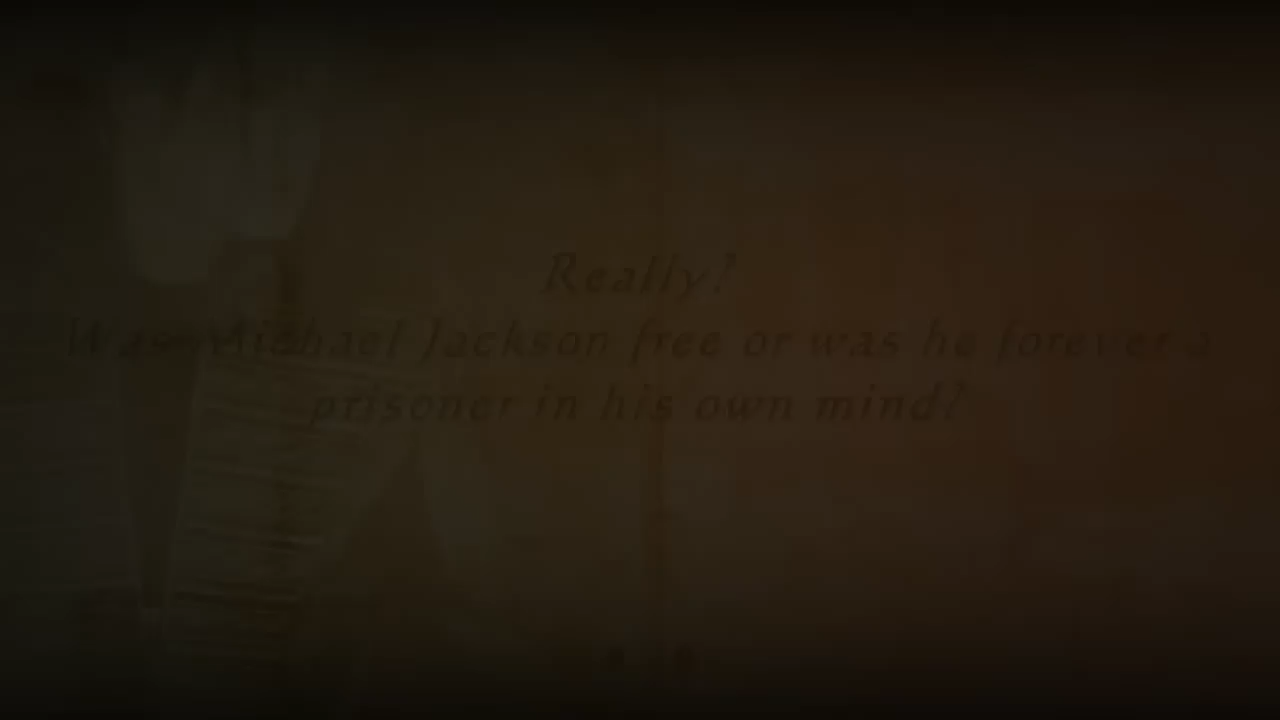 Really?
Was Michael Jackson free or was he forever a
prisoner in his own mind?